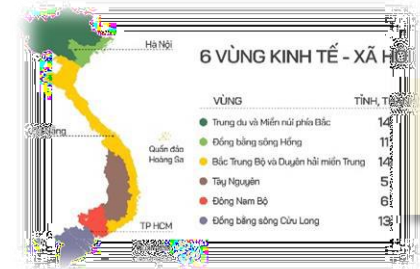 Hà Nội
6 VÙNG KINH TẾ - XÃ
VÙNG
TỈNH,
Trung du và Miền núi phía Bắc 14
Đồng bằng sông Hồng 11
Bắc Trung Bộ và Duyên hải miền Trung 14
Tây Nguyên 5
Đông Nam Bộ 6
Đồng bằng sông Cửu Long 13
Quần đảo
Hoàng Sa
TP HCM